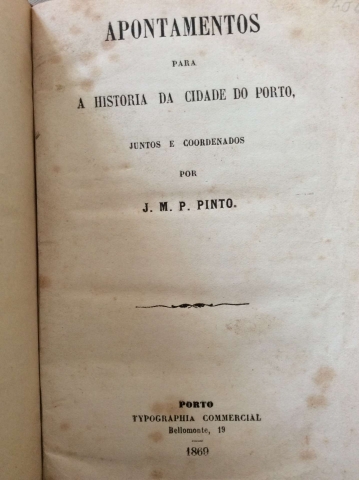 APONTAMENTOS
PARA
A HISTORIA DA CIDADE DO PORTO,
JUNTOS E COORDENADOS
POR
J. M. P. PINTO.
PORTO
TYPOGRAPHIA COMMERCIAL
Bellomonte, 19
1869